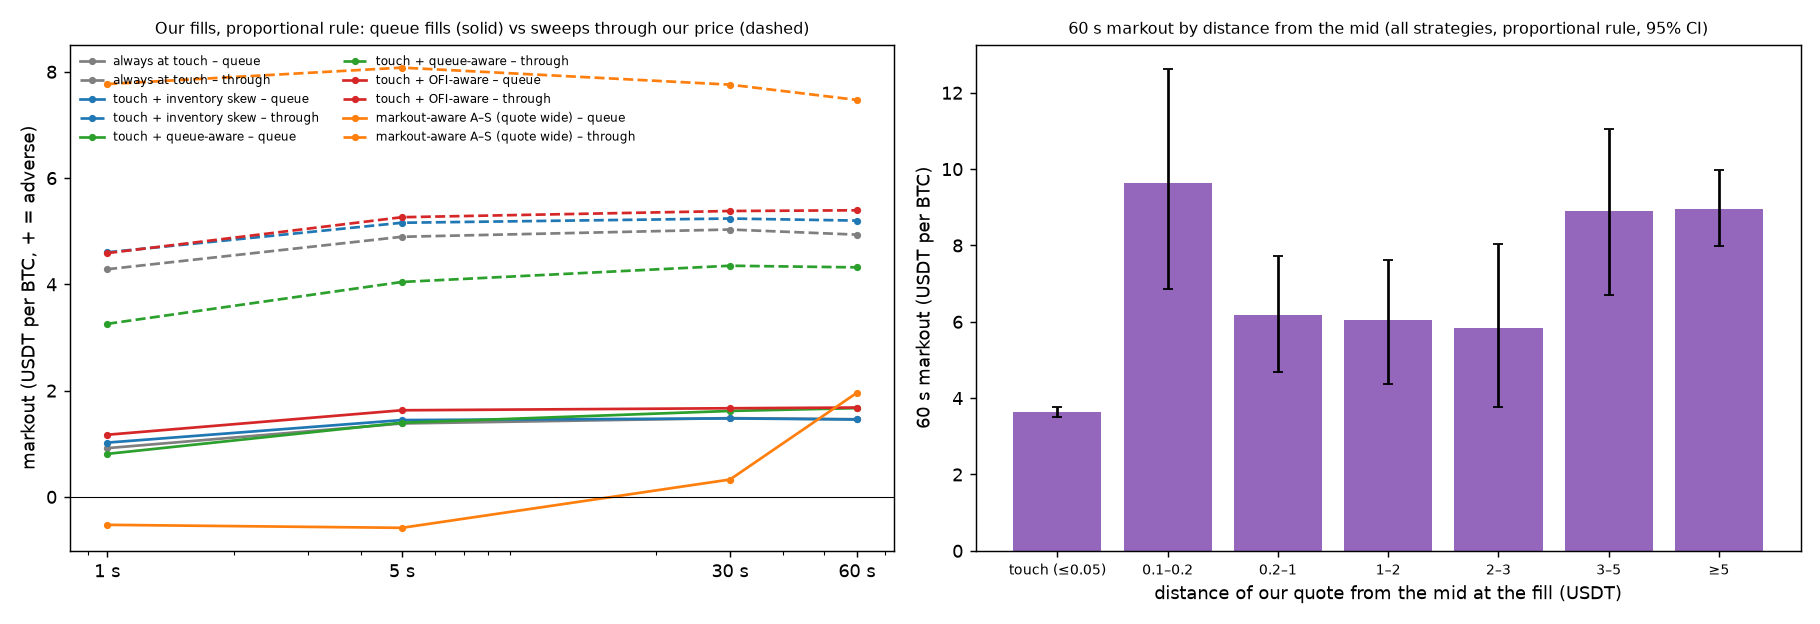 Our fills, proportional rule: queue fills (solid) vs sweeps through our price (dashed)
always at touch – queue
always at touch – through
touch + inventory skew – queue
touch + inventory skew – through
touch + queue-aware – queue
touch + queue-aware – through
touch + OFI-aware – queue
touch + OFI-aware – through
markout-aware A–S (quote wide) – queue
markout-aware A–S (quote wide) – through
markout (USDT per BTC, + = adverse)
8
6
4
2
0
1 s
5 s
30 s
60 s
60 s markout by distance from the mid (all strategies, proportional rule, 95% CI)
60 s markout (USDT per BTC)
12
10
8
6
4
2
0
touch (≤0.05)
0.1–0.2
0.2–1
1–2
2–3
3–5
≥5
distance of our quote from the mid at the fill (USDT)